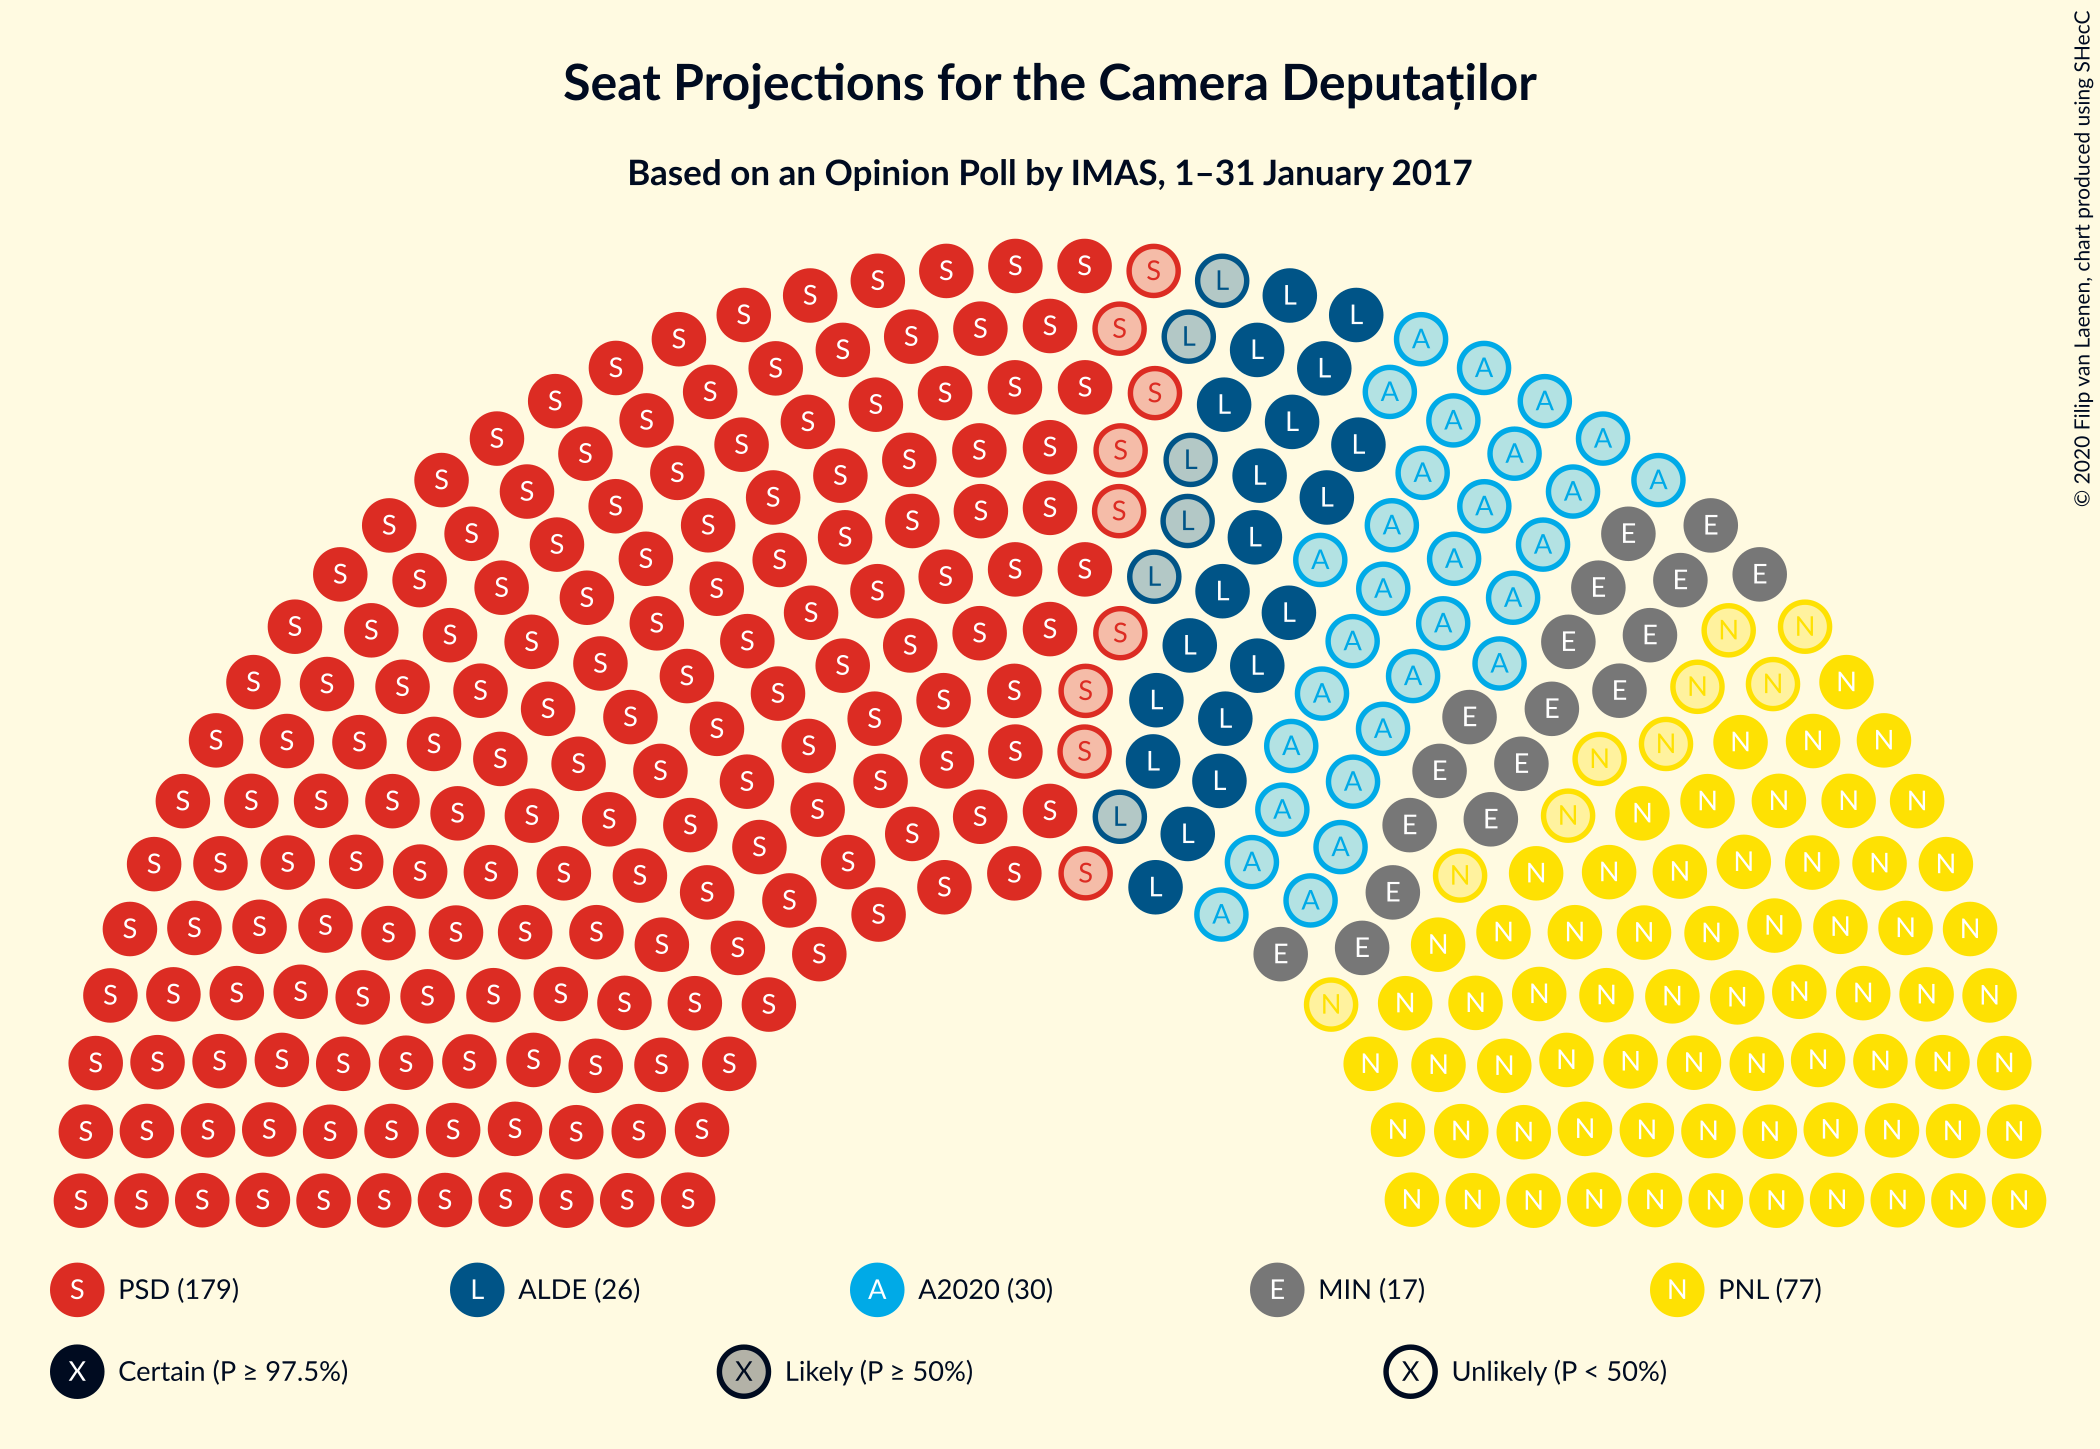 Seat Projections for the Camera Deputaților
Based on an Opinion Poll by IMAS, 1–31 January 2017
© 2020 Filip van Laenen, chart produced using SHecC
S PSD (179) L ALDE (26) A A2020 (30) E MIN (17) N PNL (77)
X Certain (P ≥ 97.5%) X Likely (P ≥ 50%) X Unlikely (P < 50%)